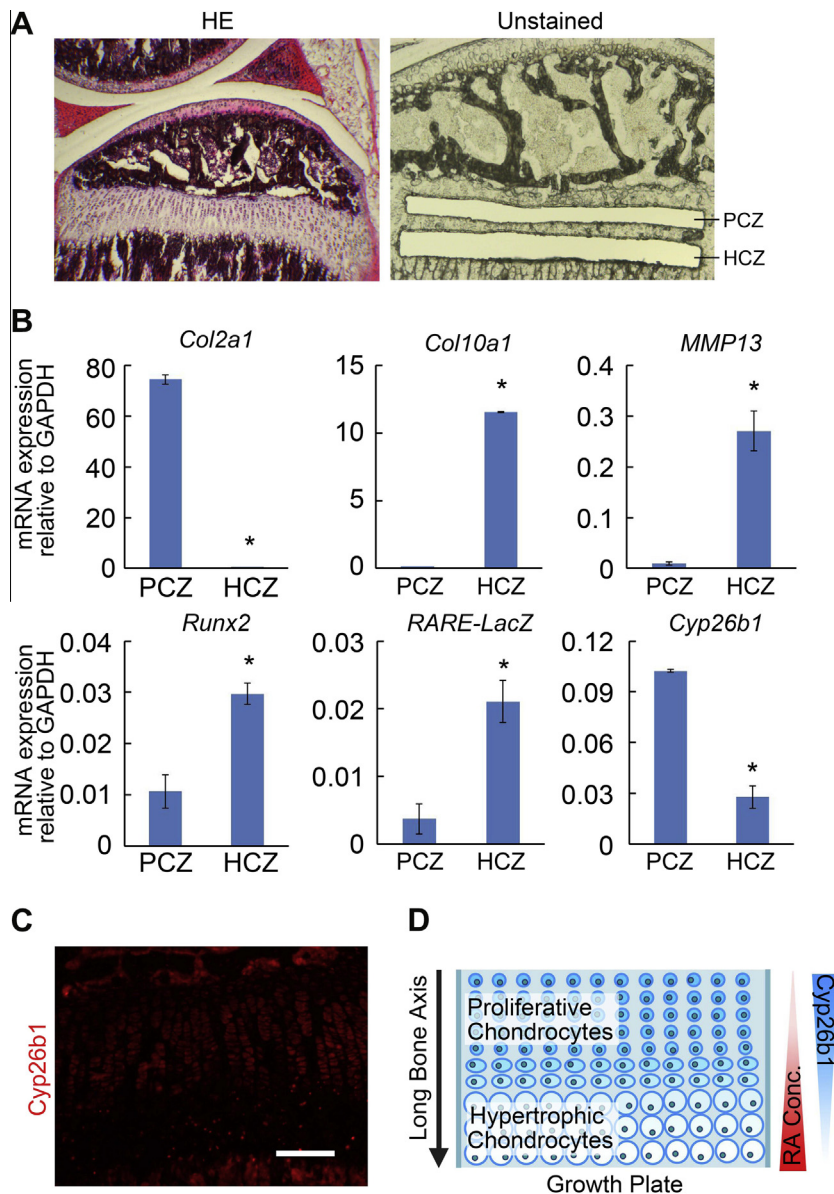 A
HE
Unstained
PCZ
HCZ
B
Col2a1
Col10a1
MMP13
mRNA expression
relative to GAPDH
80
60
40
20
0
15
10
5
0
0.4
0.3
0.2
0.1
0
*
*
*
PCZ HCZ
PCZ HCZ
PCZ HCZ
Runx2
RARE-LacZ
Cyp26b1
mRNA expression
relative to GAPDH
0.04
0.03
0.02
0.01
0
0.03
0.02
0.01
0
0.12
0.09
0.06
0.03
0
*
*
*
PCZ HCZ
PCZ HCZ
PCZ HCZ
C
Cyp26b1
D
Long Bone Axis
Proliferative
Chondrocytes
Hypertrophic
Chondrocytes
Growth Plate
RA Conc.
Cyp26b1